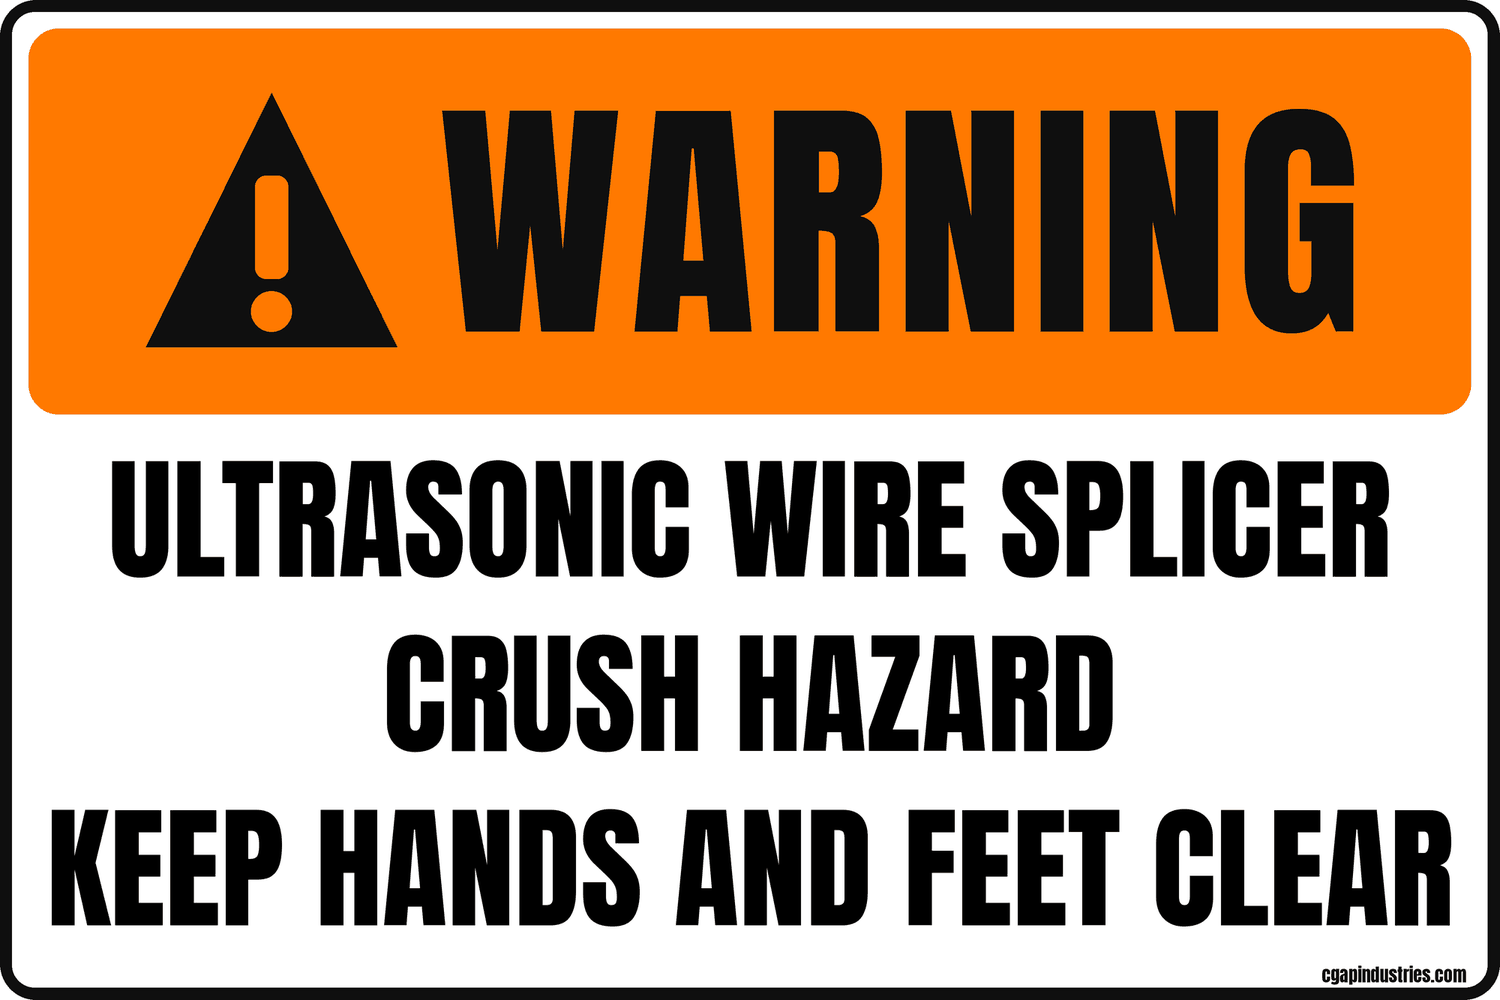 WARNING
ULTRASONIC WIRE SPLICER
CRUSH HAZARD
KEEP HANDS AND FEET CLEAR
cgapindustries.com